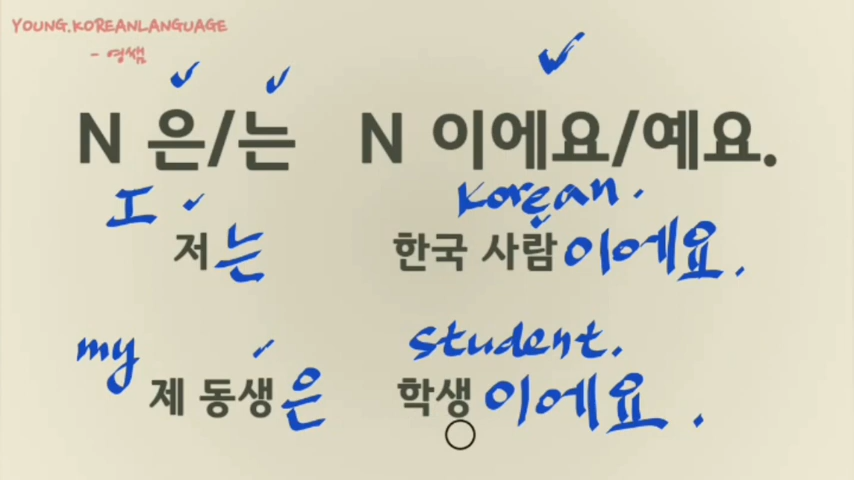 YOUNG.KOREANLANGUAGE
- 영쌤
N 은/는 N 이에요/예요.
I Korean.
저는 한국 사람이에요.
my student.
제 동생은 학생이에요.